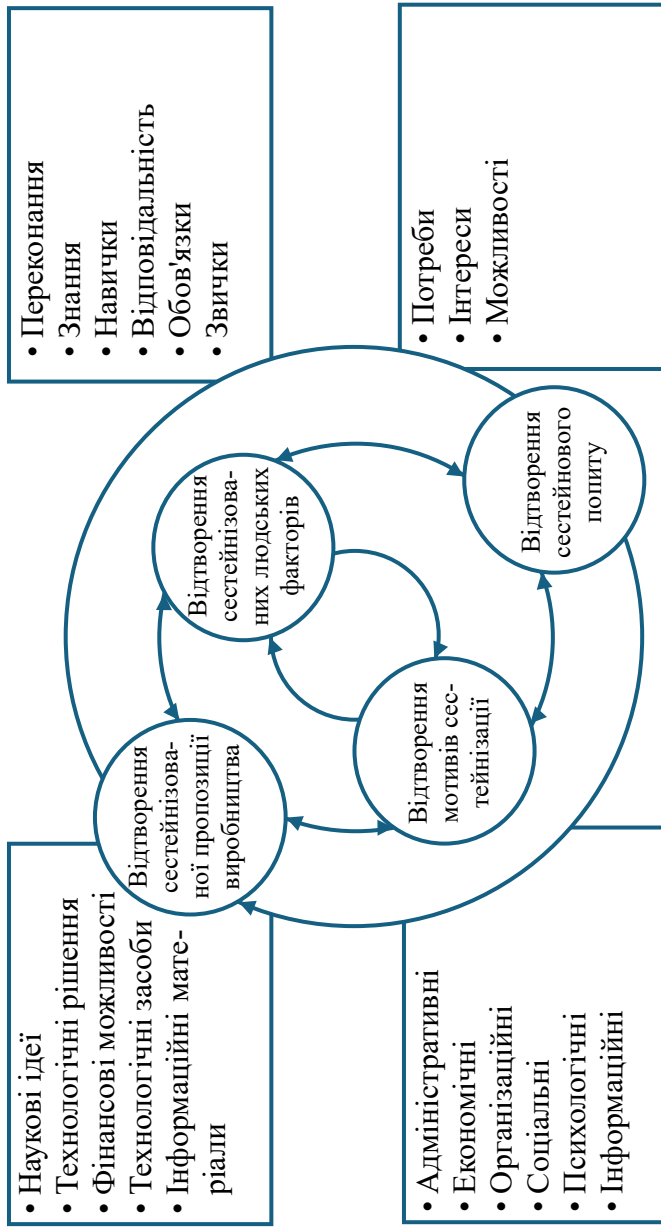 • Наукові ідеї
• Технологічні рішення
• Фінансові можливості
• Технологічні засоби
• Інформаційні мате-
ріали
• Переконання
• Знання
• Навички
• Відповідальність
• Обов'язки
• Звички
Відтворення
сестейнізова-
ної пропозиції
виробництва
Відтворення
сестейнізова-
них людських
факторів
Відтворення
мотивів сес-
тейнізації
Відтворення
сестейнового
попиту
• Адміністративні
• Економічні
• Організаційні
• Соціальні
• Психологічні
• Інформаційні
• Потреби
• Інтереси
• Можливості